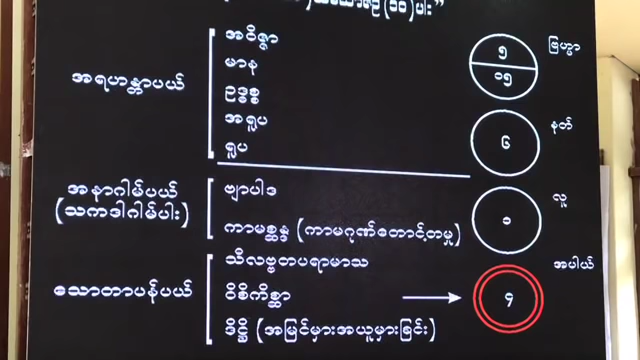 (၁၀)ပါး"
အဝိဇ္ဇာ
မာန
ဥဒ္ဓစ္စ
အရူပ
ရူပ
အရဟန္တာပယ်
၅
၁၅
ဗြဟ္မာ
၆
နတ်
ဗျာပါဒ
ကာမစ္ဆန္ဒ (ကာမဂုဏ်တောင့်တမှု)
အနာဂါမ်ပယ်
(သကဒါဂါမ်ပါး)
၁
လူ
သီလဗ္ဗတပရာမာသ
ဝိစိကိစ္ဆာ
ဒိဋ္ဌိ (အမြင်မှားအယူမှားခြင်း)
သောတာပန်ပယ်
၄
အပါယ်